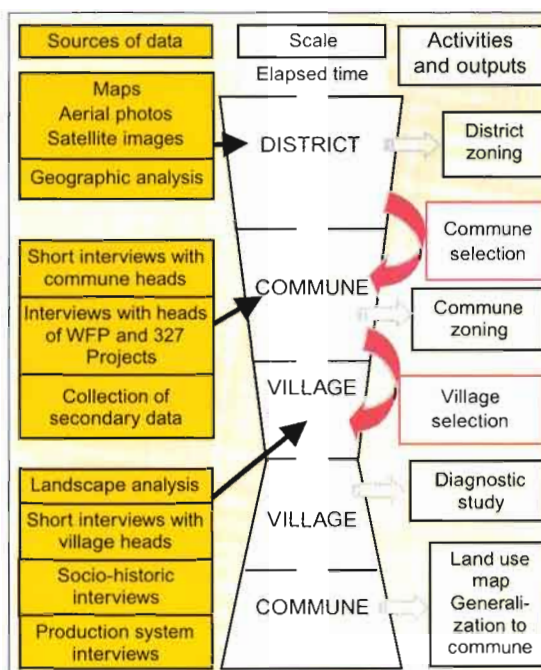 Sources of data
Scale
Elapsed time
Activities
and outputs
Maps
Aerial photos
Satellite images
Geographic analysis
DISTRICT
District
zoning
Commune
selection
Short interviews with
commune heads
Interviews with heads
of WFP and 327
Projects
Collection of
secondary data
COMMUNE
Commune
zoning
VILLAGE
Village
selection
Landscape analysis
Short interviews with
village heads
Socio-historic
interviews
Production system
interviews
VILLAGE
Diagnostic
study
COMMUNE
Land use
map
Generali-
zation to
commune